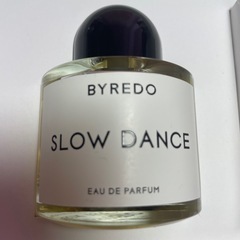 BYREDO
SLOW DANCE
EAU DE PARFUM